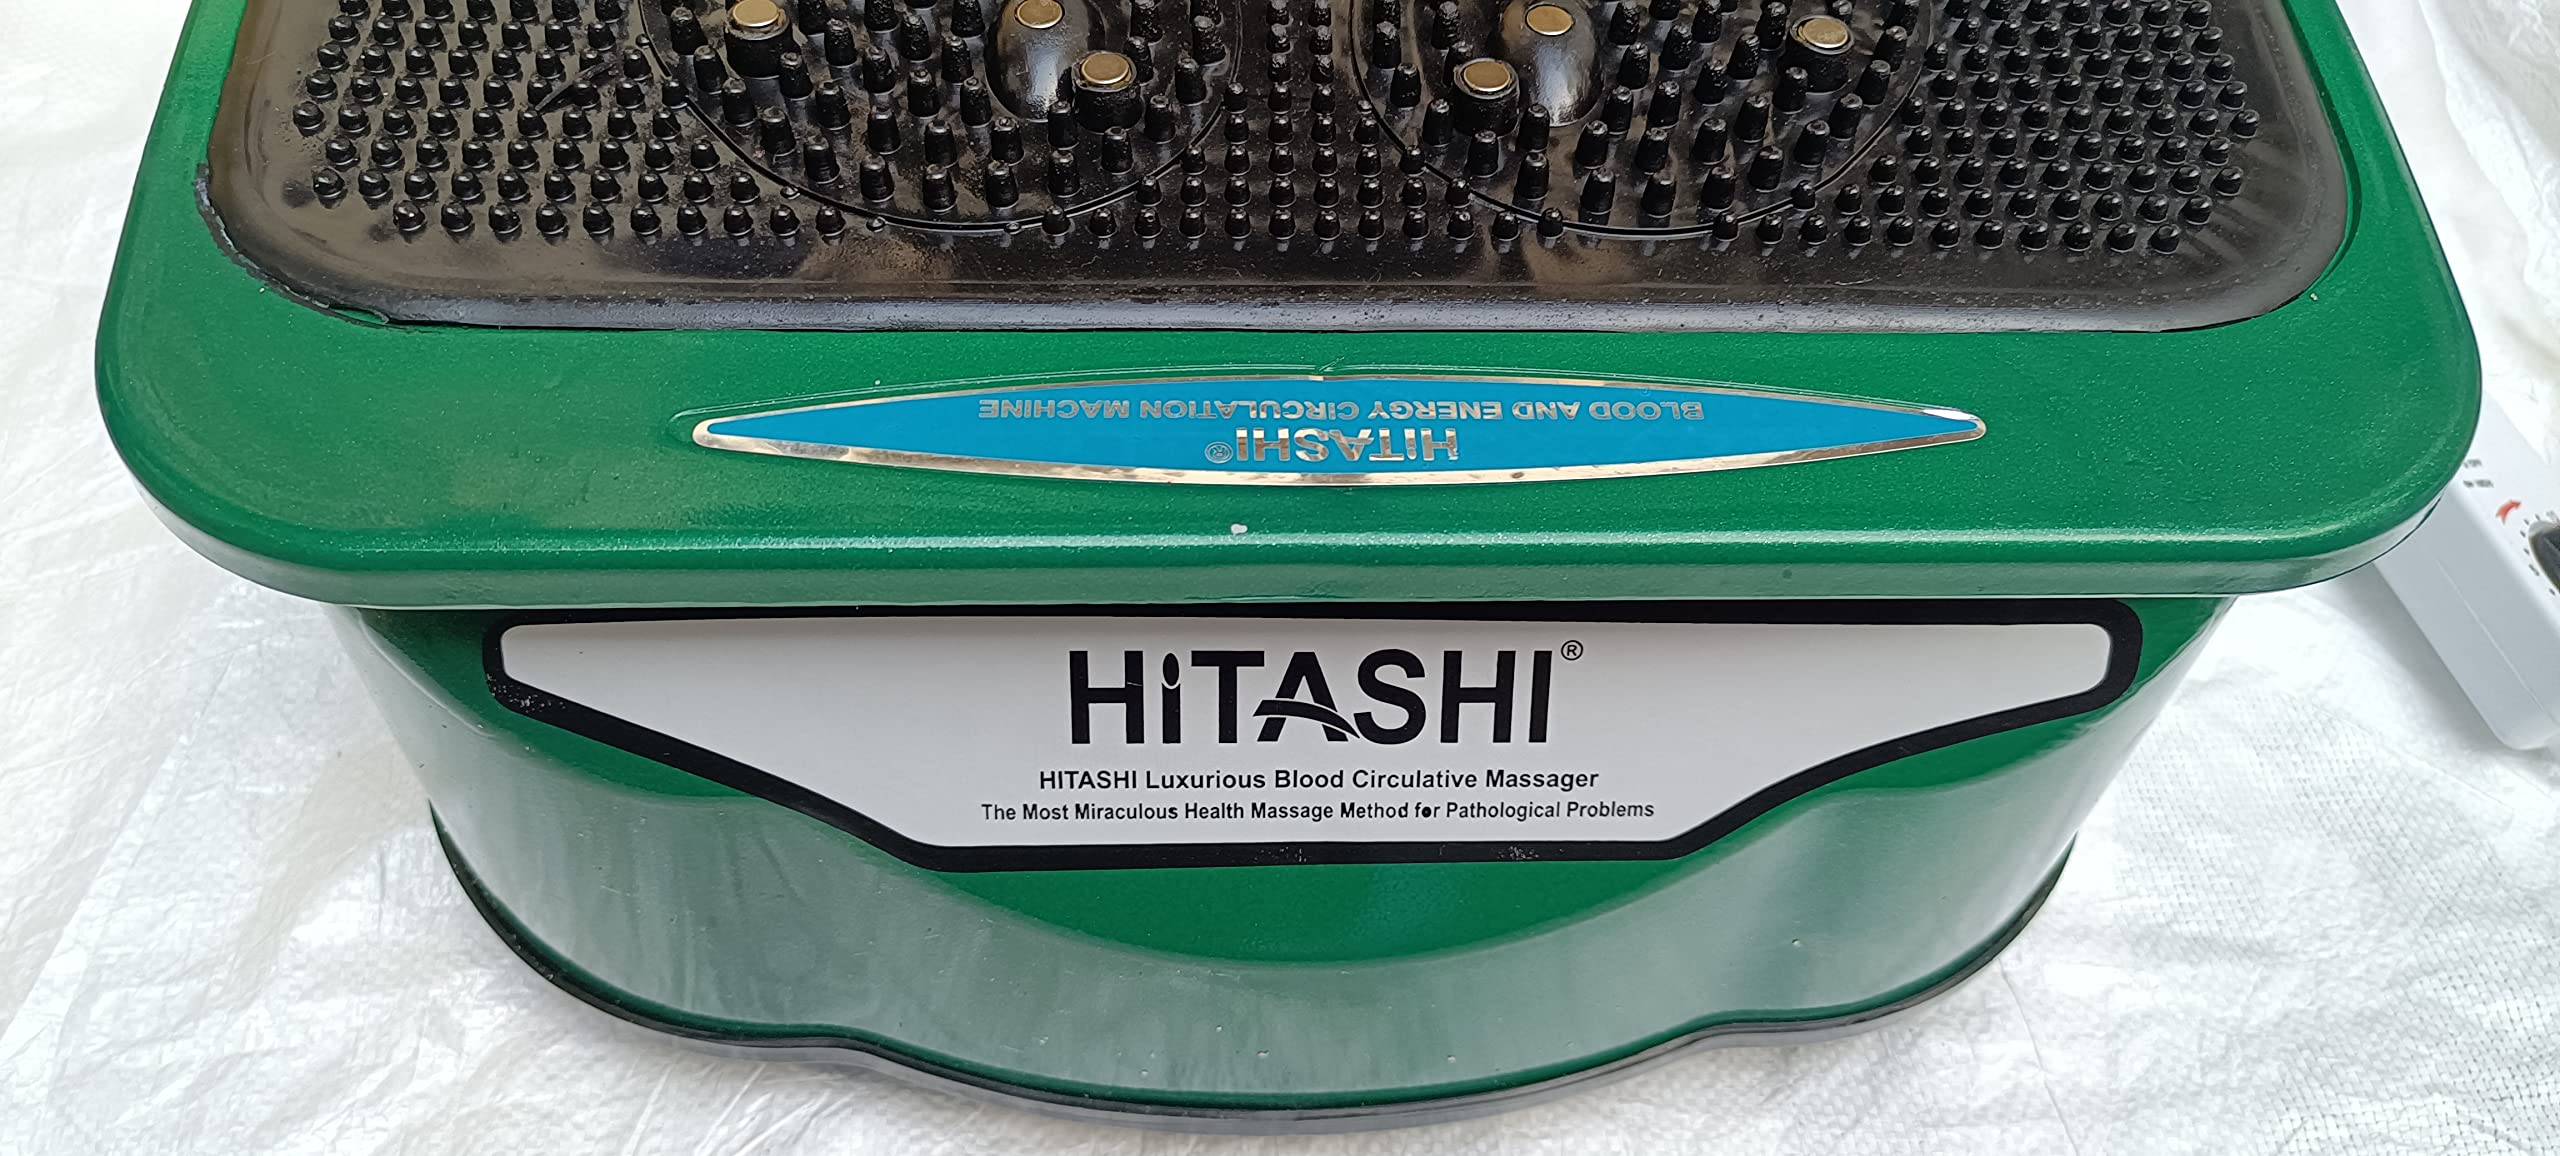 HiTASHI®
BLOOD AND ENERGY CIRCULATION MACHINE
HiTASHI®
HITASHI Luxurious Blood Circulative Massager
The Most Miraculous Health Massage Method for Pathological Problems